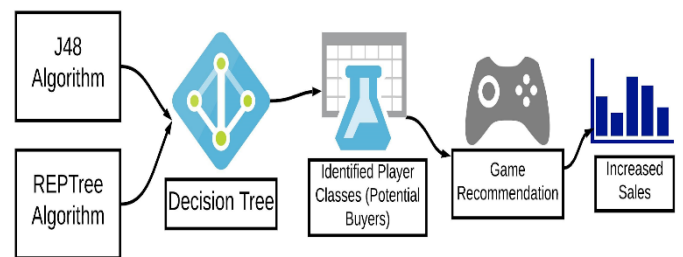 J48
Algorithm
REPTree
Algorithm
Decision Tree
Identified Player
Classes (Potential
Buyers)
Game
Recommendation
Increased
Sales